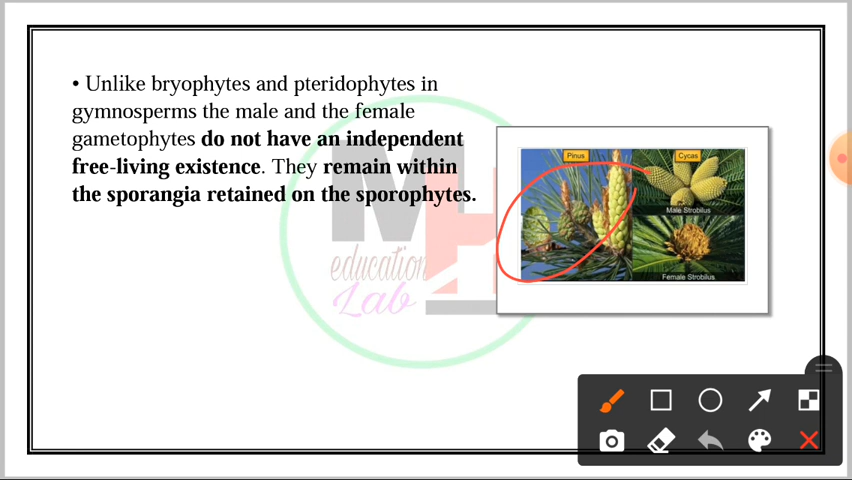 • Unlike bryophytes and pteridophytes in
gymnosperms the male and the female
gametophytes do not have an independent
free-living existence. They remain within
the sporangia retained on the sporophytes.
Pinus
Cycas
Male Strobilus
Female Strobilus
MH
education
Lab